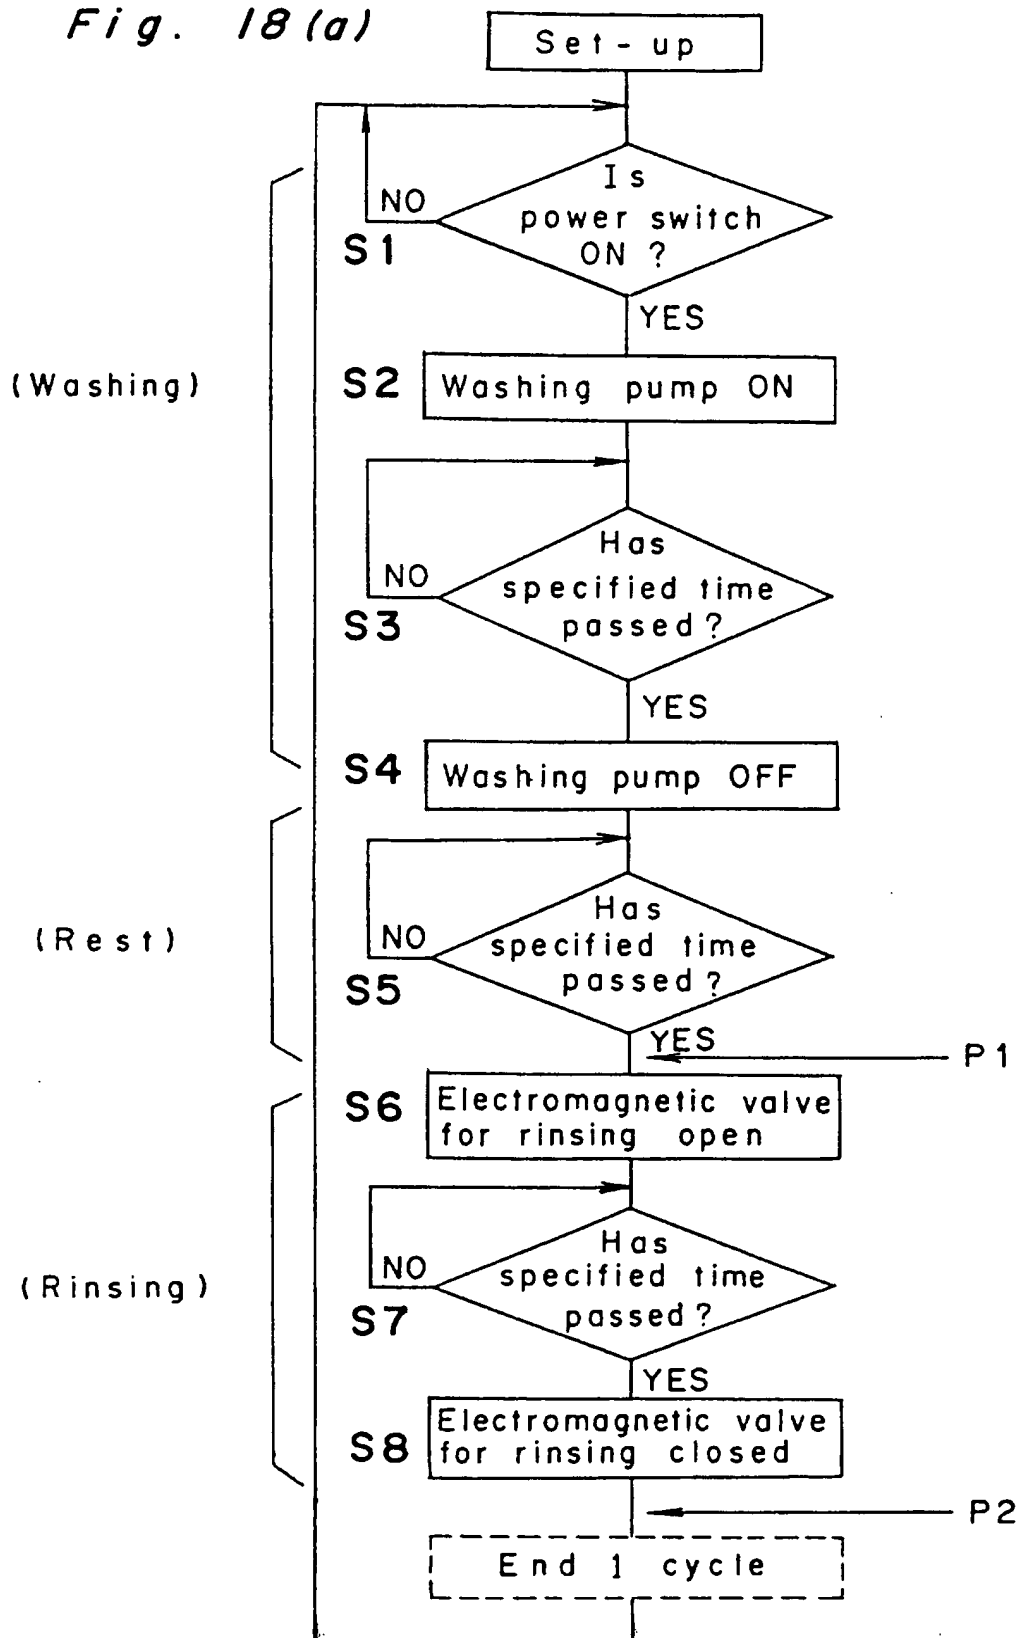 Fig. 18(a)
Set-up
Is
power switch
ON ?
NO
S1
YES
(Washing)
S2
Washing pump ON
Has
specified time
passed?
NO
S3
YES
S4
Washing pump OFF
(Rest)
Has
specified time
passed?
NO
S5
YES
P1
S6
Electromagnetic valve
for rinsing open
(Rinsing)
Has
specified time
passed?
NO
S7
YES
S8
Electromagnetic valve
for rinsing closed
P2
End 1 cycle